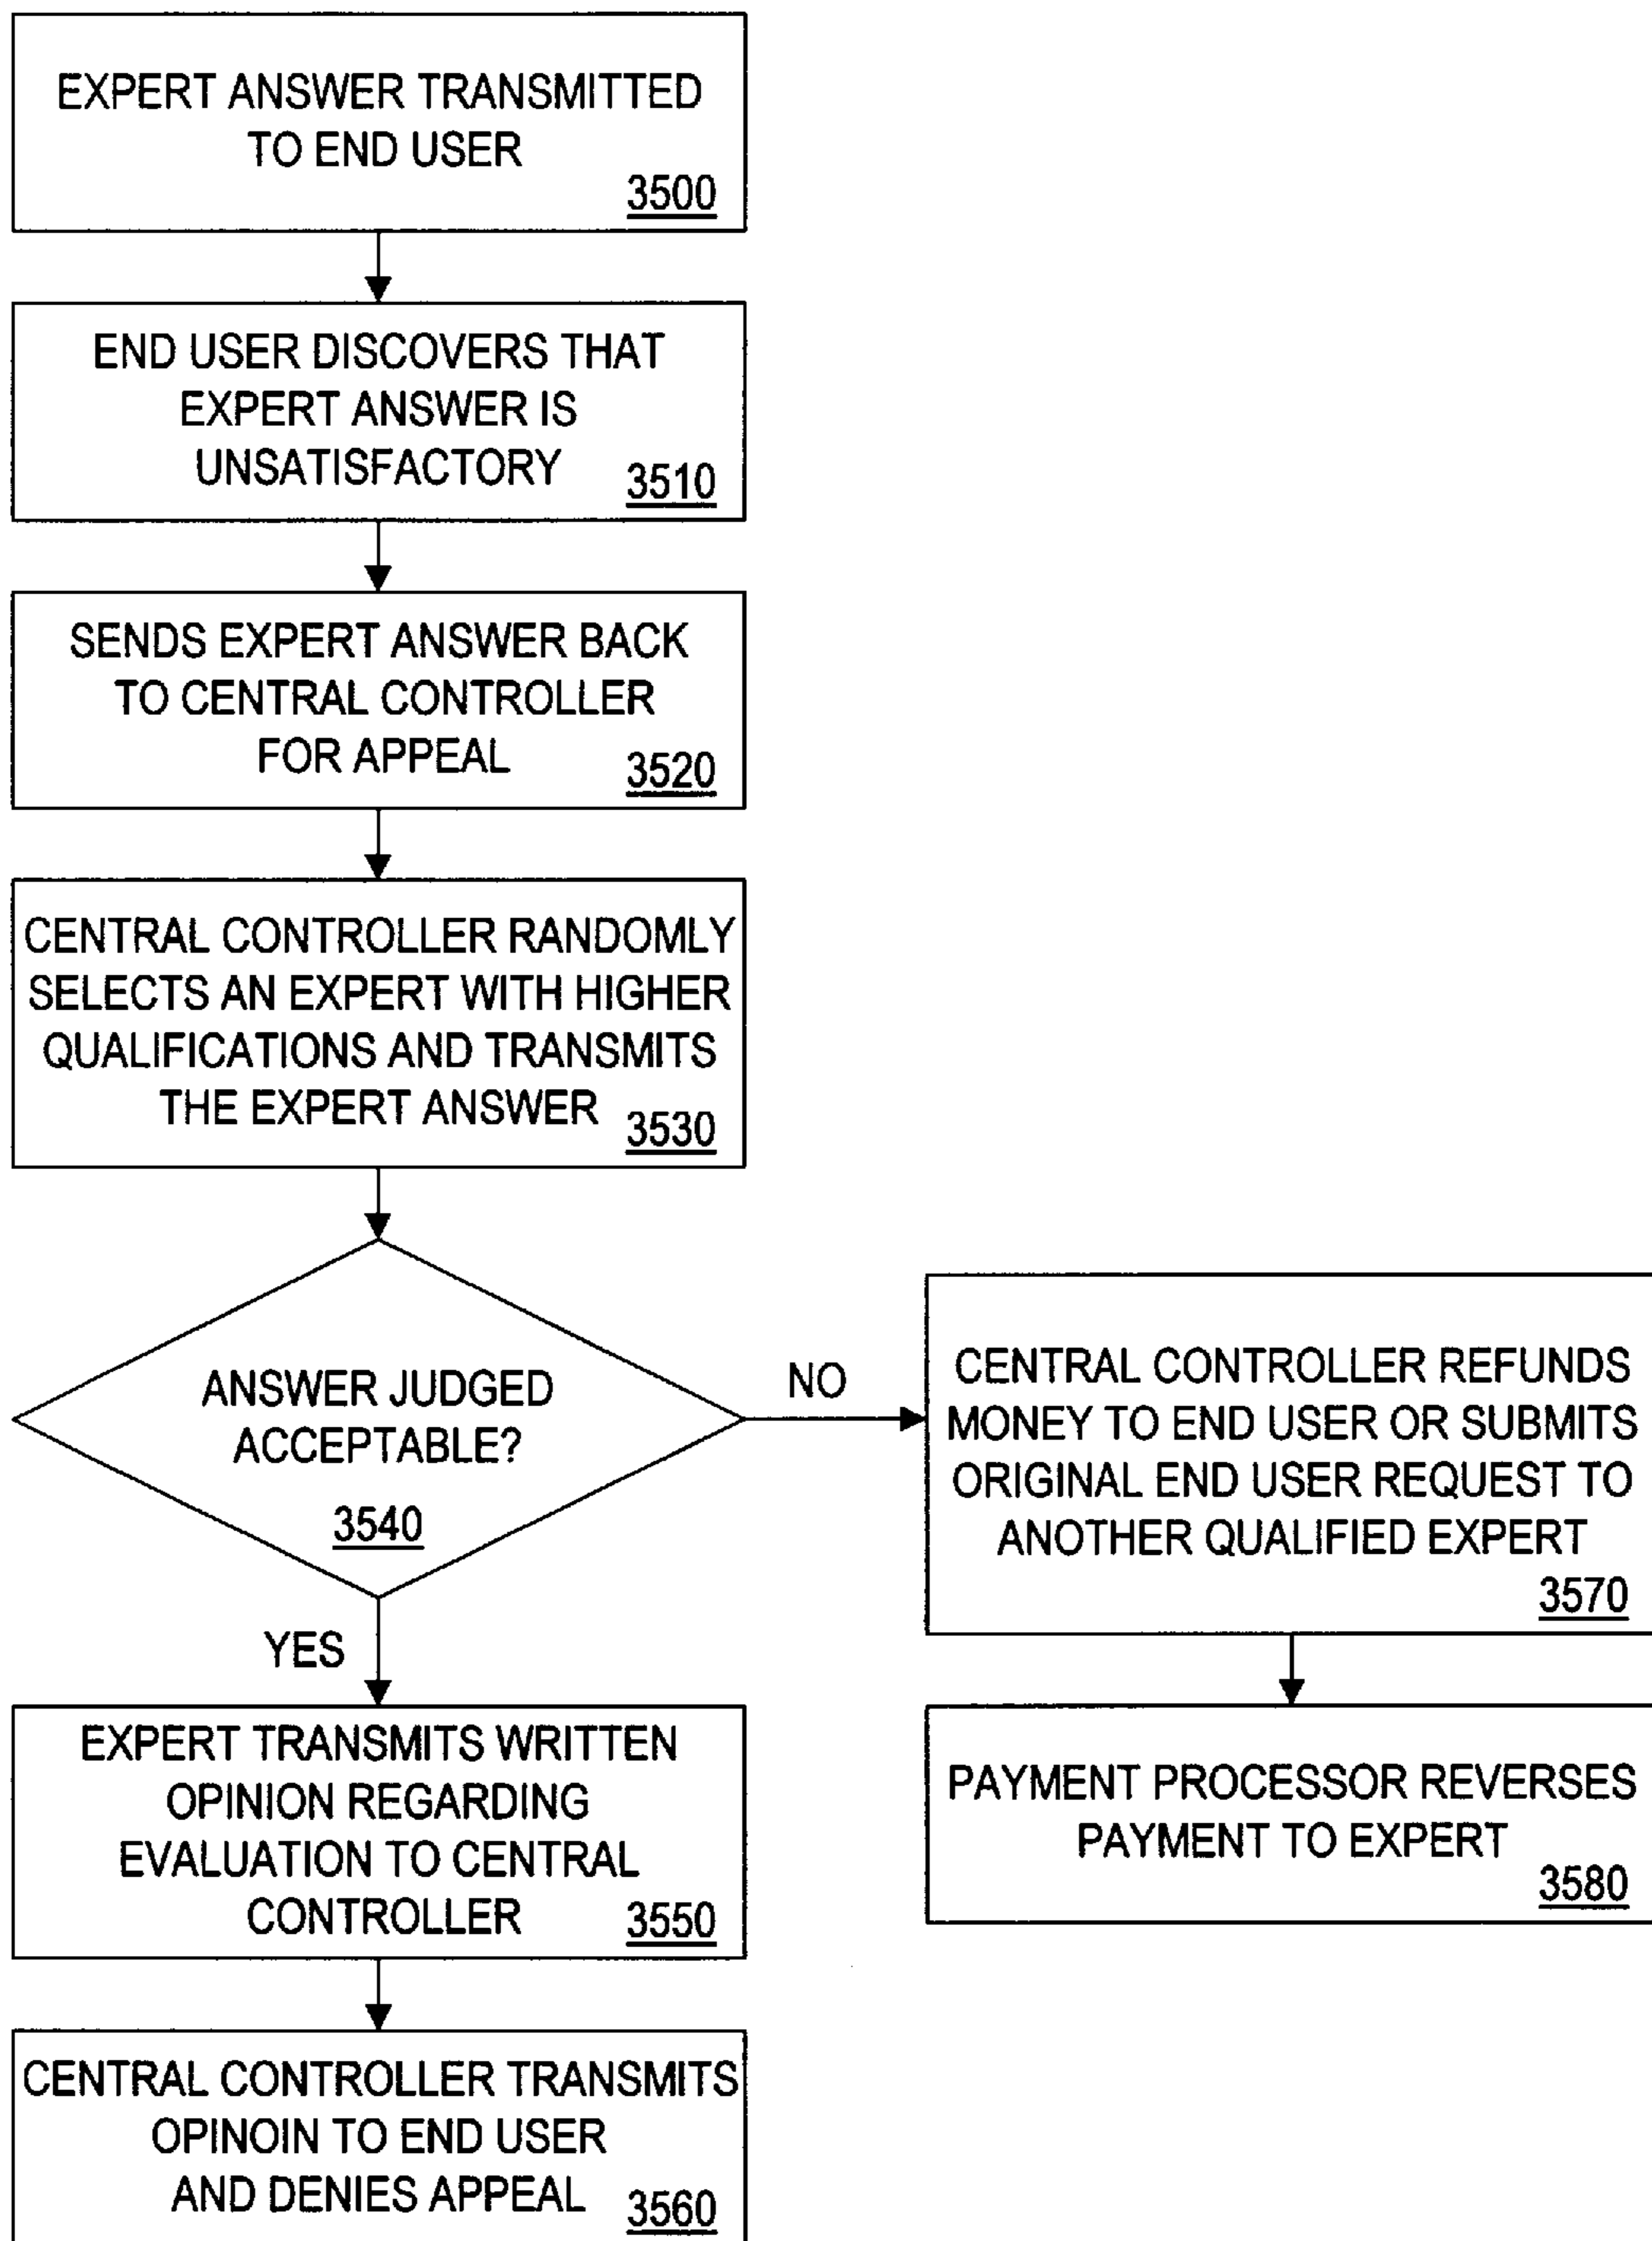 EXPERT ANSWER TRANSMITTED
TO END USER
3500
END USER DISCOVERS THAT
EXPERT ANSWER IS
UNSATISFACTORY
3510
SENDS EXPERT ANSWER BACK
TO CENTRAL CONTROLLER
FOR APPEAL
3520
CENTRAL CONTROLLER RANDOMLY
SELECTS AN EXPERT WITH HIGHER
QUALIFICATIONS AND TRANSMITS
THE EXPERT ANSWER
3530
ANSWER JUDGED
ACCEPTABLE?
3540
NO
CENTRAL CONTROLLER REFUNDS
MONEY TO END USER OR SUBMITS
ORIGINAL END USER REQUEST TO
ANOTHER QUALIFIED EXPERT
3570
PAYMENT PROCESSOR REVERSES
PAYMENT TO EXPERT
3580
YES
EXPERT TRANSMITS WRITTEN
OPINION REGARDING
EVALUATION TO CENTRAL
CONTROLLER
3550
CENTRAL CONTROLLER TRANSMITS
OPINOIN TO END USER
AND DENIES APPEAL
3560